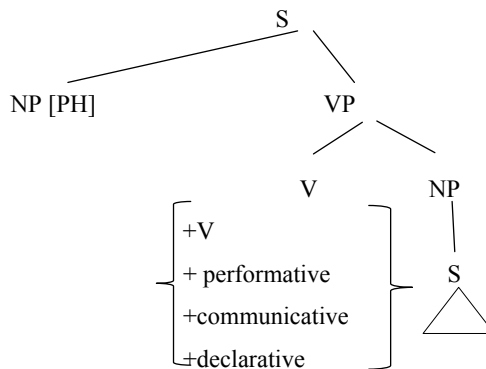 S
NP [PH] VP
V NP
+V
+ performative S
+communicative
+declarative